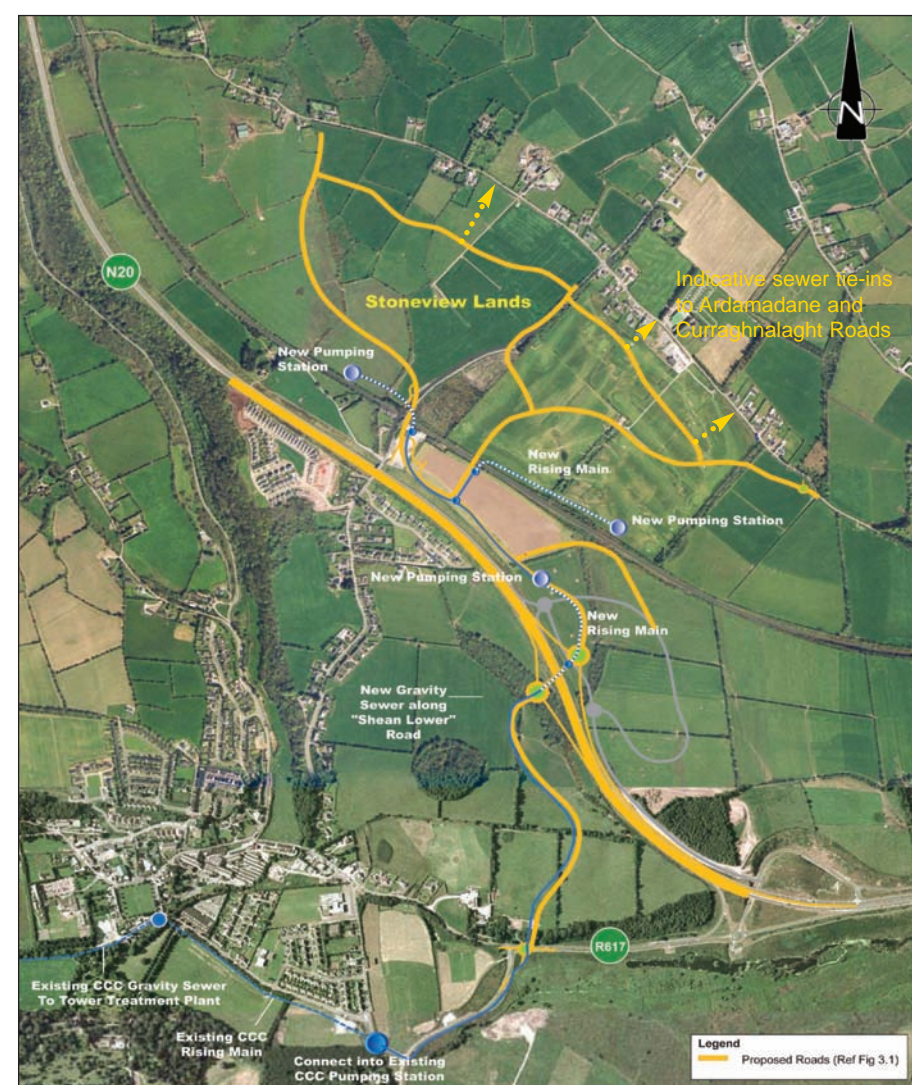 N
N20
Indicative sewer tie-ins
to Ardamadane and
Curraghnalaght Roads
Stoneview Lands
New Pumping
Station
New
Rising Main
New Pumping Station
New Pumping Station
New
Rising Main
New Gravity
Sewer along
"Shean Lower"
Road
R617
Existing CCC Gravity Sewer
To Tower Treatment Plant
Existing CCC
Rising Main
Connect into Existing
CCC Pumping Station
Legend
Proposed Roads (Ref Fig 3.1)